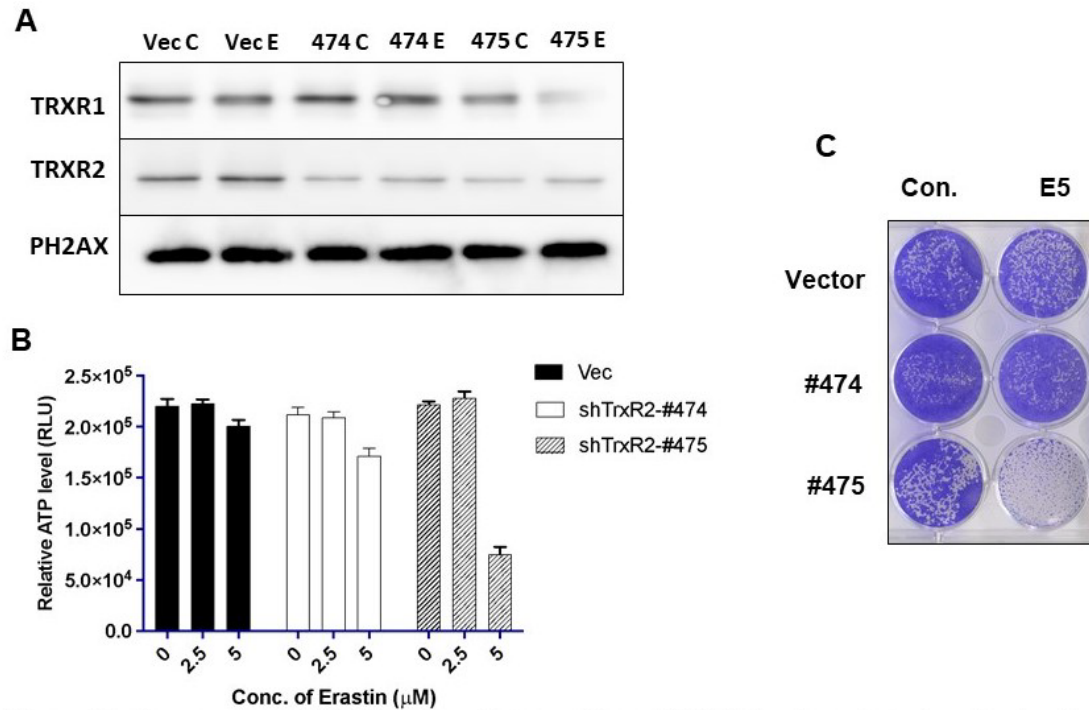 A
Vec C Vec E 474 C 474 E 475 C 475 E
TRXR1
TRXR2
PH2AX
B
Relative ATP level (RLU)
2.5×10⁵
2.0×10⁵
1.5×10⁵
1.0×10⁵
5.0×10⁴
0.0
0 2.5 5 0 2.5 5 0 2.5 5
Conc. of Erastin (μM)
Vec
shTrxR2-#474
shTrxR2-#475
C
Con. E5
Vector
#474
#475